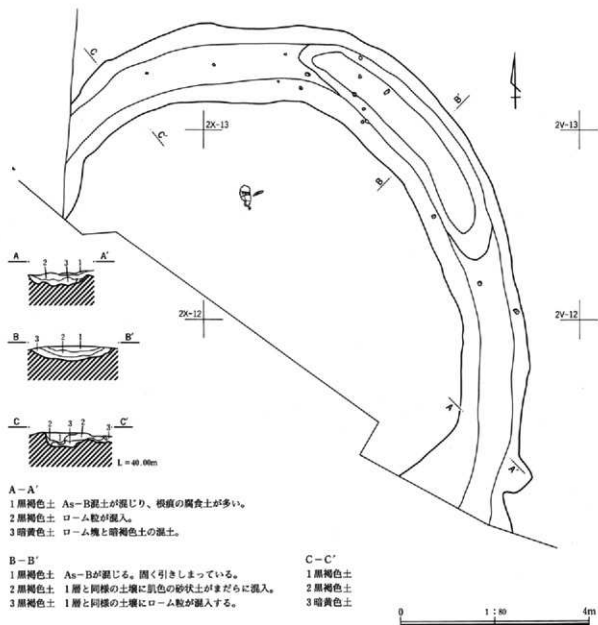 C
C'
B'
B
2X-13
2V-13
2X-12
2V-12
A
A'
A 2 3 1 A'
B 3 2 1 B'
C 2 3 2 3 C'
L=40.00m
A-A'
1 黒褐色土 As-B混土が混じり、根痕の腐食土が多い。
2 黒褐色土 ローム粒が混入。
3 暗黄色土 ローム塊と暗褐色土の混土。
B-B'
1 黒褐色土 As-Bが混じる。固く引きしまっている。
2 黒褐色土 1層と同様の土壌に肌色の砂状土がまだらに混入。
3 黒褐色土 1層と同様の土壌にローム粒が混入する。
C-C'
1 黒褐色土
2 黒褐色土
3 暗黄色土
0 1:80 4m